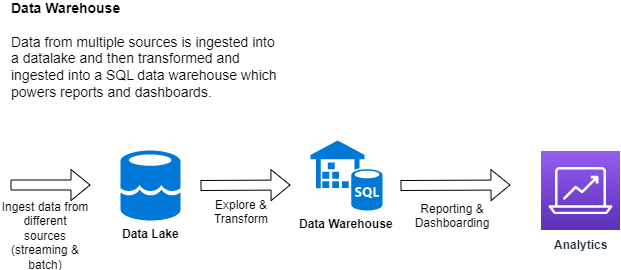 Data Warehouse
Data from multiple sources is ingested into
a datalake and then transformed and
ingested into a SQL data warehouse which
powers reports and dashboards.
Ingest data from
different
sources
(streaming &
batch)
Data Lake
Explore &
Transform
SQL
Data Warehouse
Reporting &
Dashboarding
Analytics